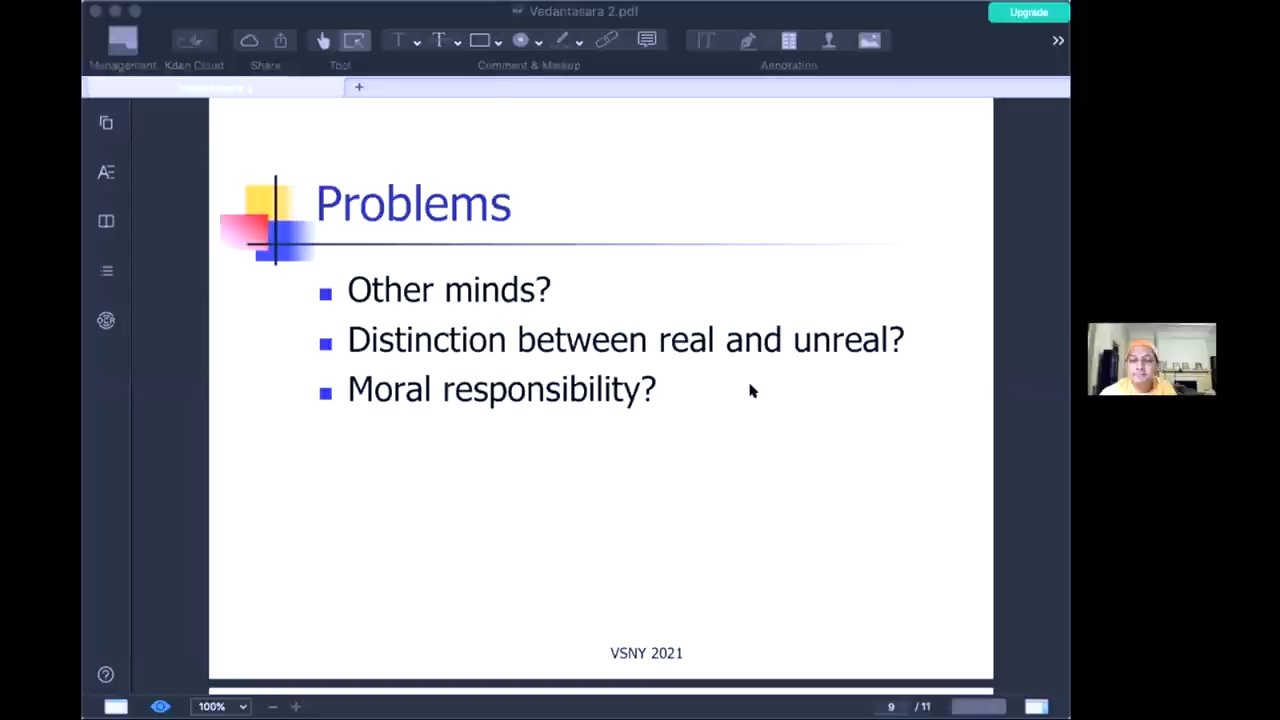 Vedantasara 2.pdf
Upgrade
Management Kdan Cloud Share Tool Comment & Markup Annotation
Problems
Other minds?
Distinction between real and unreal?
Moral responsibility?
VSNY 2021
100% 9 / 11